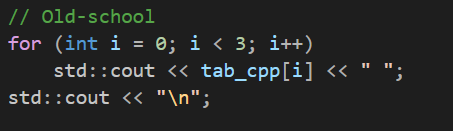 // Old-school
for (int i = 0; i < 3; i++)
    std::cout << tab_cpp[i] << " ";
std::cout << "\n";